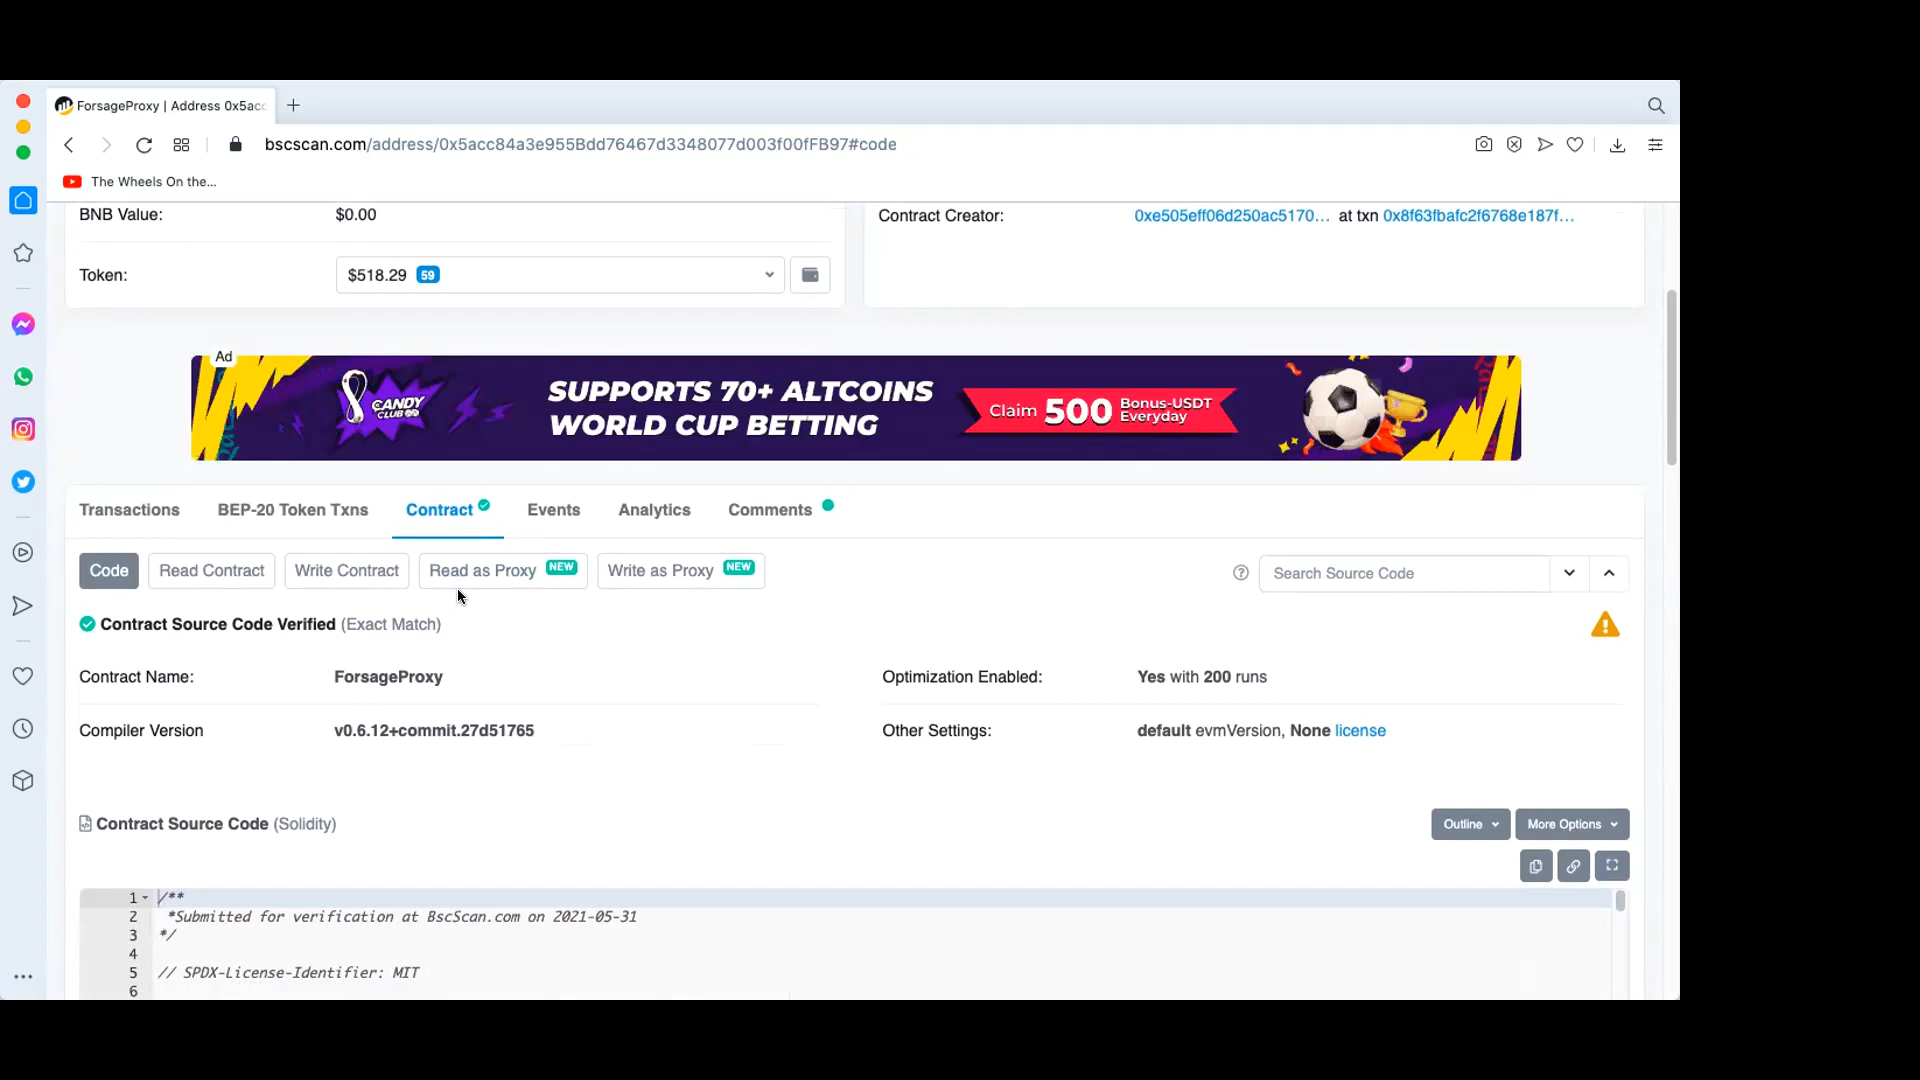 ForsageProxy | Address 0x5acc
bscscan.com/address/0x5acc84a3e955Bdd76467d3348077d003f00fFB97#code
The Wheels On the...
BNB Value: $0.00
Contract Creator: 0xe505eff06d250ac5170... at txn 0x8f63fbafc2f6768e187f...
Token: $518.29 59
Ad
CANDY
CLUB
SUPPORTS 70+ ALTCOINS
WORLD CUP BETTING
Claim 500 Bonus-USDT
Everyday
Transactions BEP-20 Token Txns Contract Events Analytics Comments
Code Read Contract Write Contract Read as Proxy NEW Write as Proxy NEW
Search Source Code
Contract Source Code Verified (Exact Match)
Contract Name: ForsageProxy
Optimization Enabled: Yes with 200 runs
Compiler Version v0.6.12+commit.27d51765
Other Settings: default evmVersion, None license
Contract Source Code (Solidity)
Outline More Options
1 /**
2 *Submitted for verification at BscScan.com on 2021-05-31
3 */
4
5 // SPDX-License-Identifier: MIT
6